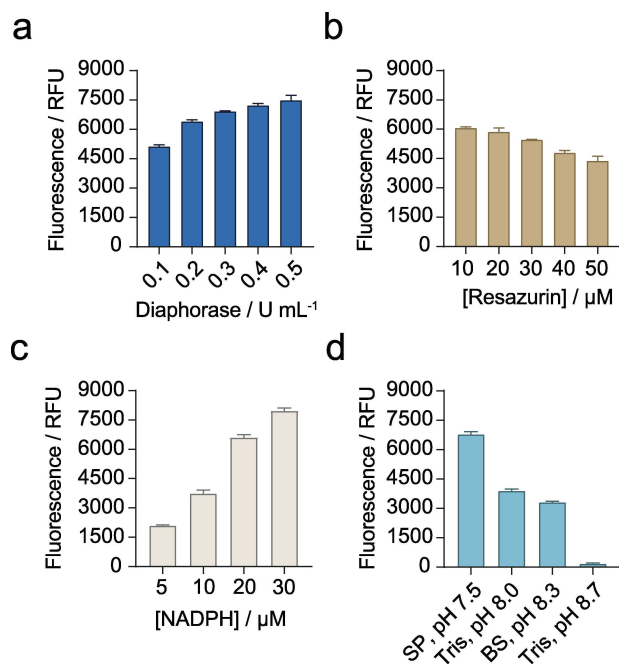 a
Fluorescence / RFU
9000
7500
6000
4500
3000
1500
0
0.1 0.2 0.3 0.4 0.5
Diaphorase / U mL⁻¹
b
Fluorescence / RFU
9000
7500
6000
4500
3000
1500
0
10 20 30 40 50
[Resazurin] / µM
c
Fluorescence / RFU
9000
7500
6000
4500
3000
1500
0
5 10 20 30
[NADPH] / µM
d
Fluorescence / RFU
9000
7500
6000
4500
3000
1500
0
SP, pH 7.5
Tris, pH 8.0
BS, pH 8.3
Tris, pH 8.7